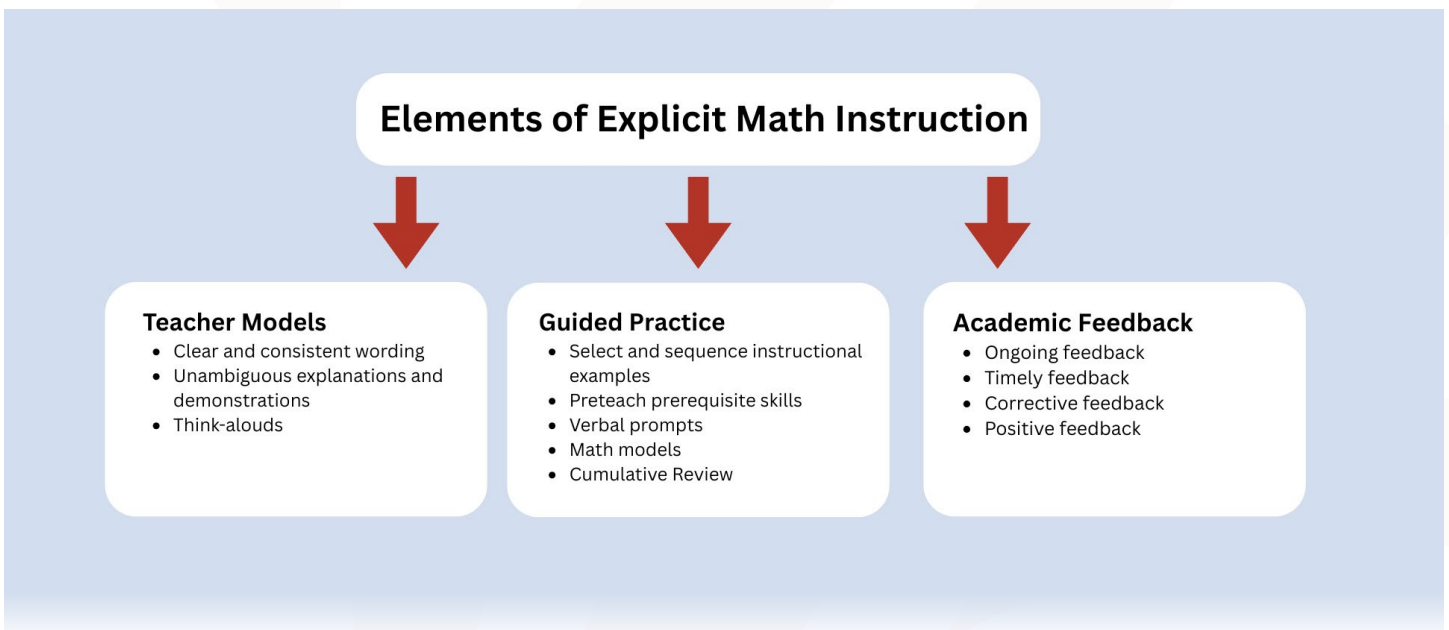 Elements of Explicit Math Instruction
Teacher Models
• Clear and consistent wording
• Unambiguous explanations and
demonstrations
• Think-alouds
Guided Practice
• Select and sequence instructional
examples
• Preteach prerequisite skills
• Verbal prompts
• Math models
• Cumulative Review
Academic Feedback
• Ongoing feedback
• Timely feedback
• Corrective feedback
• Positive feedback